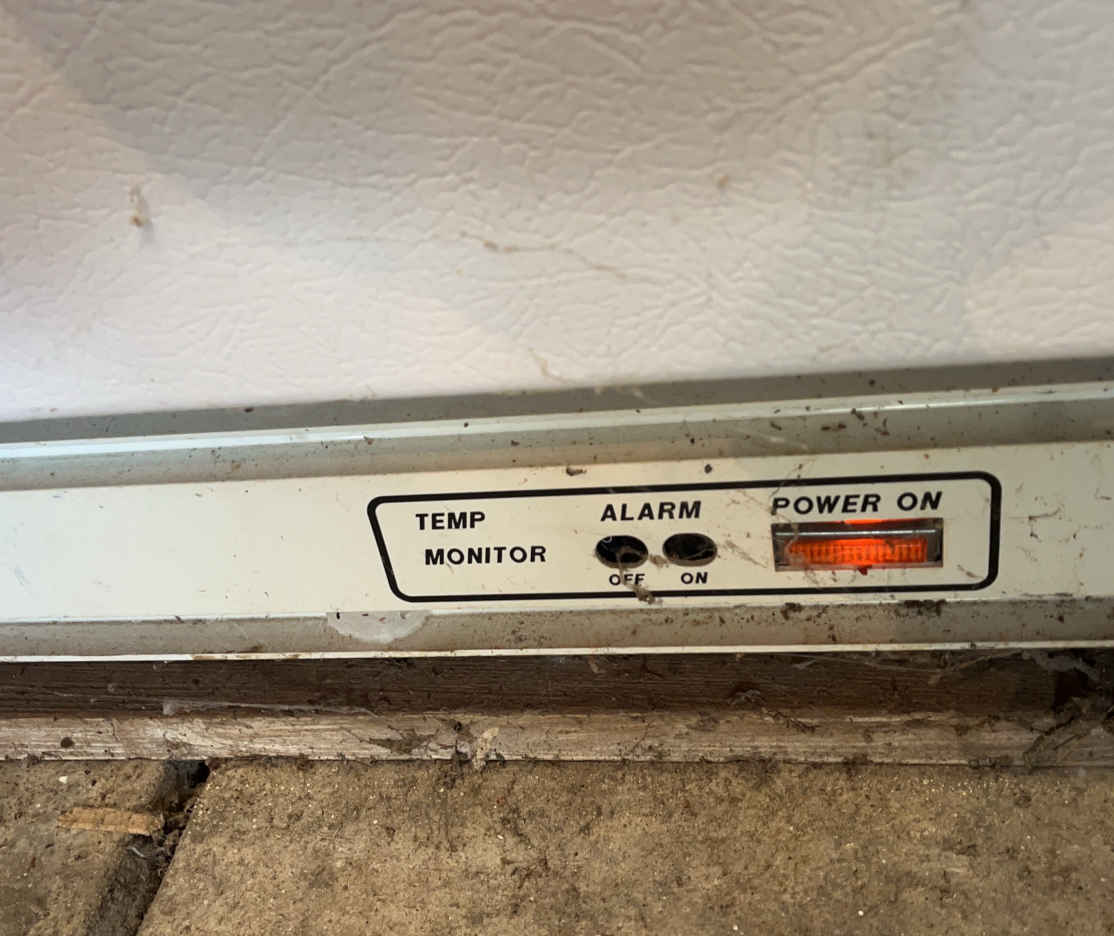 TEMP
MONITOR
ALARM
OFF ON
POWER ON